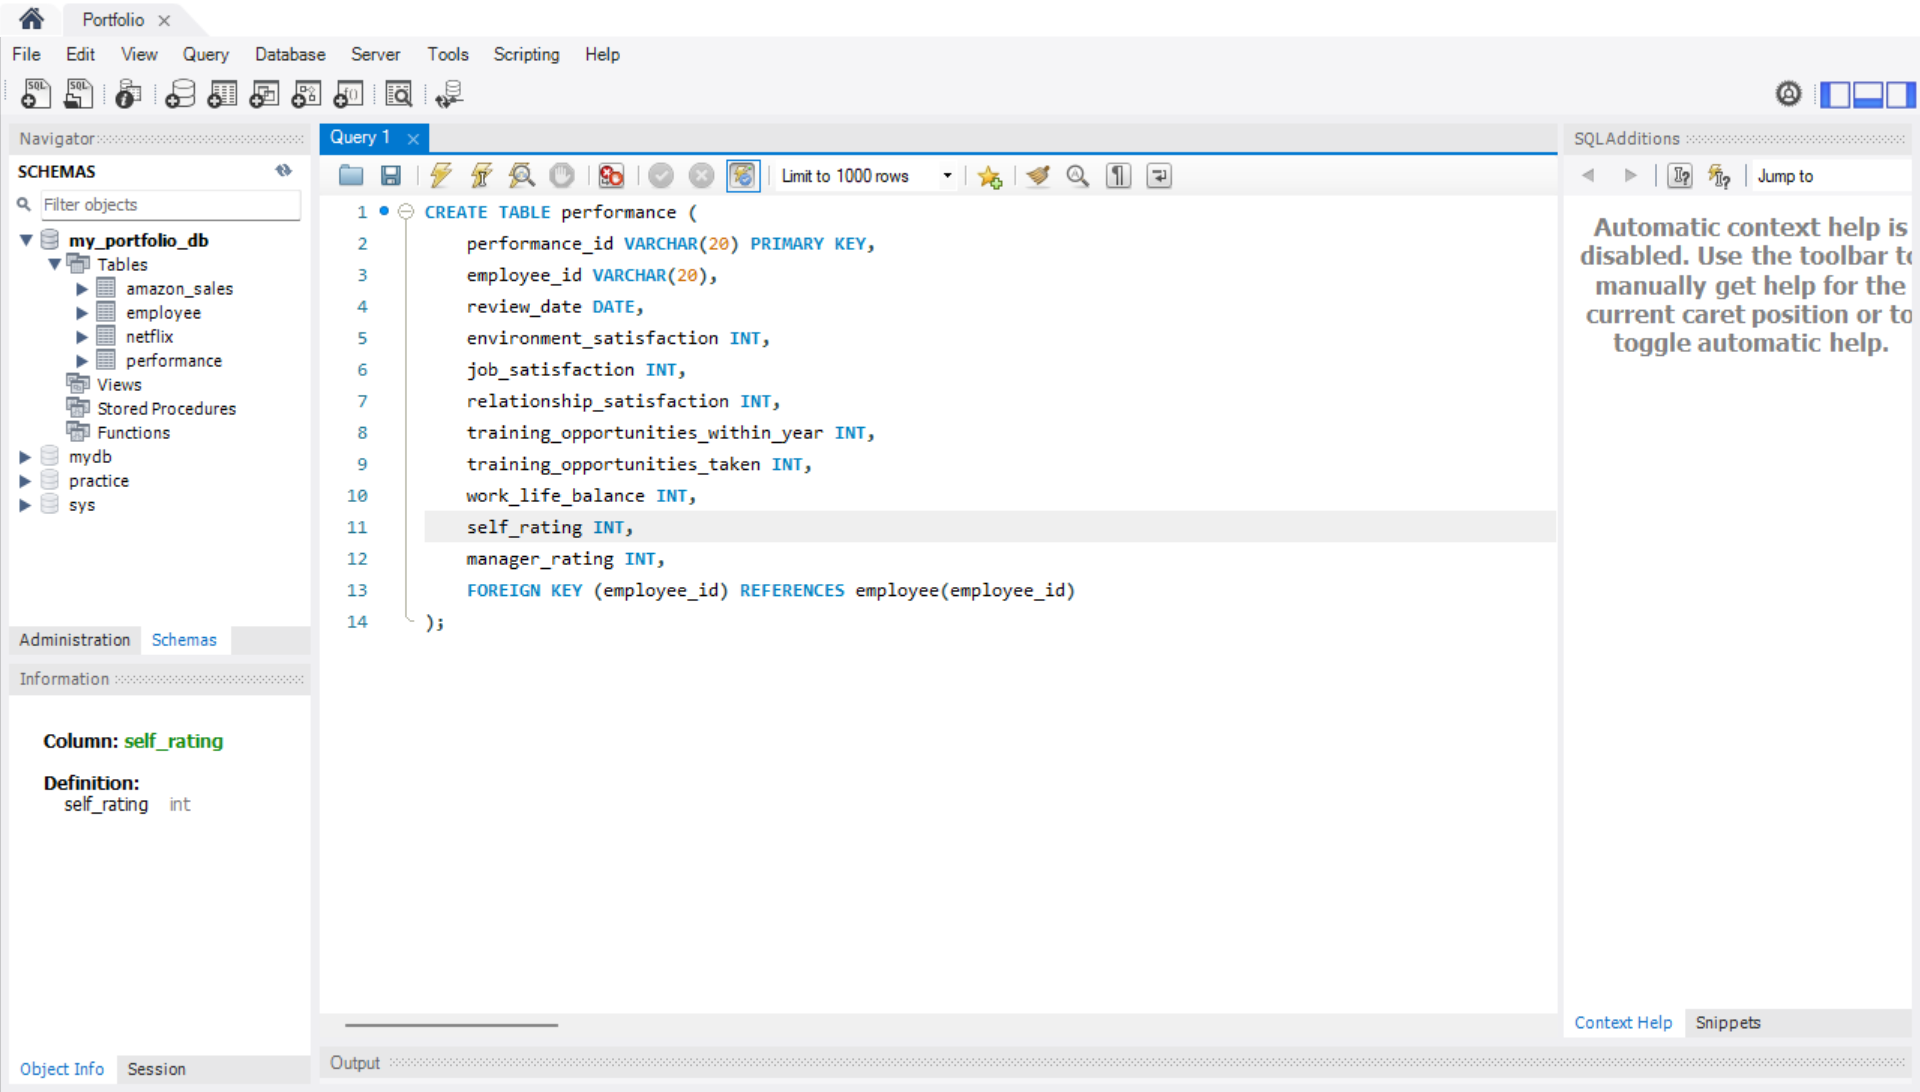 Portfolio
File Edit View Query Database Server Tools Scripting Help
Navigator
SCHEMAS
Filter objects
my_portfolio_db
Tables
amazon_sales
employee
netflix
performance
Views
Stored Procedures
Functions
mydb
practice
sys
Administration Schemas
Information
Column: self_rating
Definition:
self_rating int
Object Info Session
Query 1
Limit to 1000 rows
1 CREATE TABLE performance (
2 performance_id VARCHAR(20) PRIMARY KEY,
3 employee_id VARCHAR(20),
4 review_date DATE,
5 environment_satisfaction INT,
6 job_satisfaction INT,
7 relationship_satisfaction INT,
8 training_opportunities_within_year INT,
9 training_opportunities_taken INT,
10 work_life_balance INT,
11 self_rating INT,
12 manager_rating INT,
13 FOREIGN KEY (employee_id) REFERENCES employee(employee_id)
14 );
Output
SQLAdditions
Jump to
Automatic context help is
disabled. Use the toolbar to
manually get help for the
current caret position or to
toggle automatic help.
Context Help Snippets